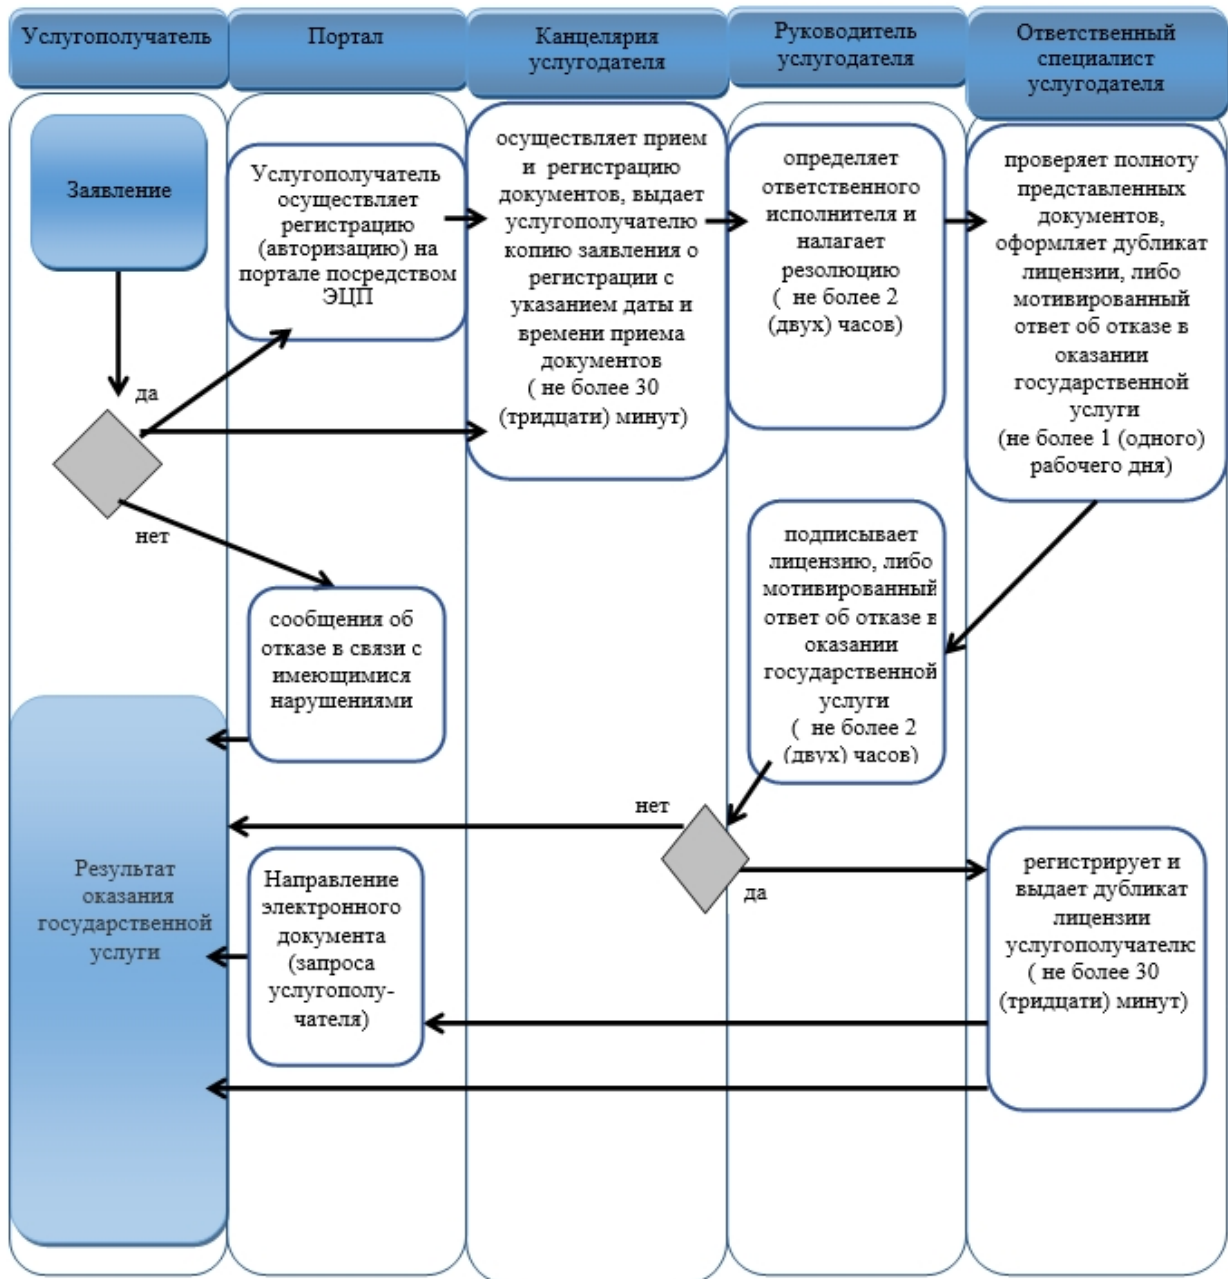 Услугополучатель
Портал
Канцелярия
услугодателя
Руководитель
услугодателя
Ответственный
специалист
услугодателя
Заявление
да
нет
Услугополучатель
осуществляет
регистрацию
(авторизацию) на
портале посредством
ЭЦП
осуществляет прием
и регистрацию
документов, выдает
услугополучателю
копию заявления о
регистрации с
указанием даты и
времени приема
документов
( не более 30
(тридцати) минут)
определяет
ответственного
исполнителя и
налагает
резолюцию
( не более 2
(двух) часов)
проверяет полноту
представленных
документов,
оформляет дубликат
лицензии, либо
мотивированный
ответ об отказе в
оказании
государственной
услуги
(не более 1 (одного)
рабочего дня)
сообщения об
отказе в связи с
имеющимися
нарушениями
подписывает
лицензию, либо
мотивированный
ответ об отказе в
оказании
государственной
услуги
( не более 2
(двух) часов)
нет
да
Результат
оказания
государственной
услуги
Направление
электронного
документа
(запроса
услугополу-
чателя)
регистрирует и
выдает дубликат
лицензии
услугополучателю
( не более 30
(тридцати) минут)